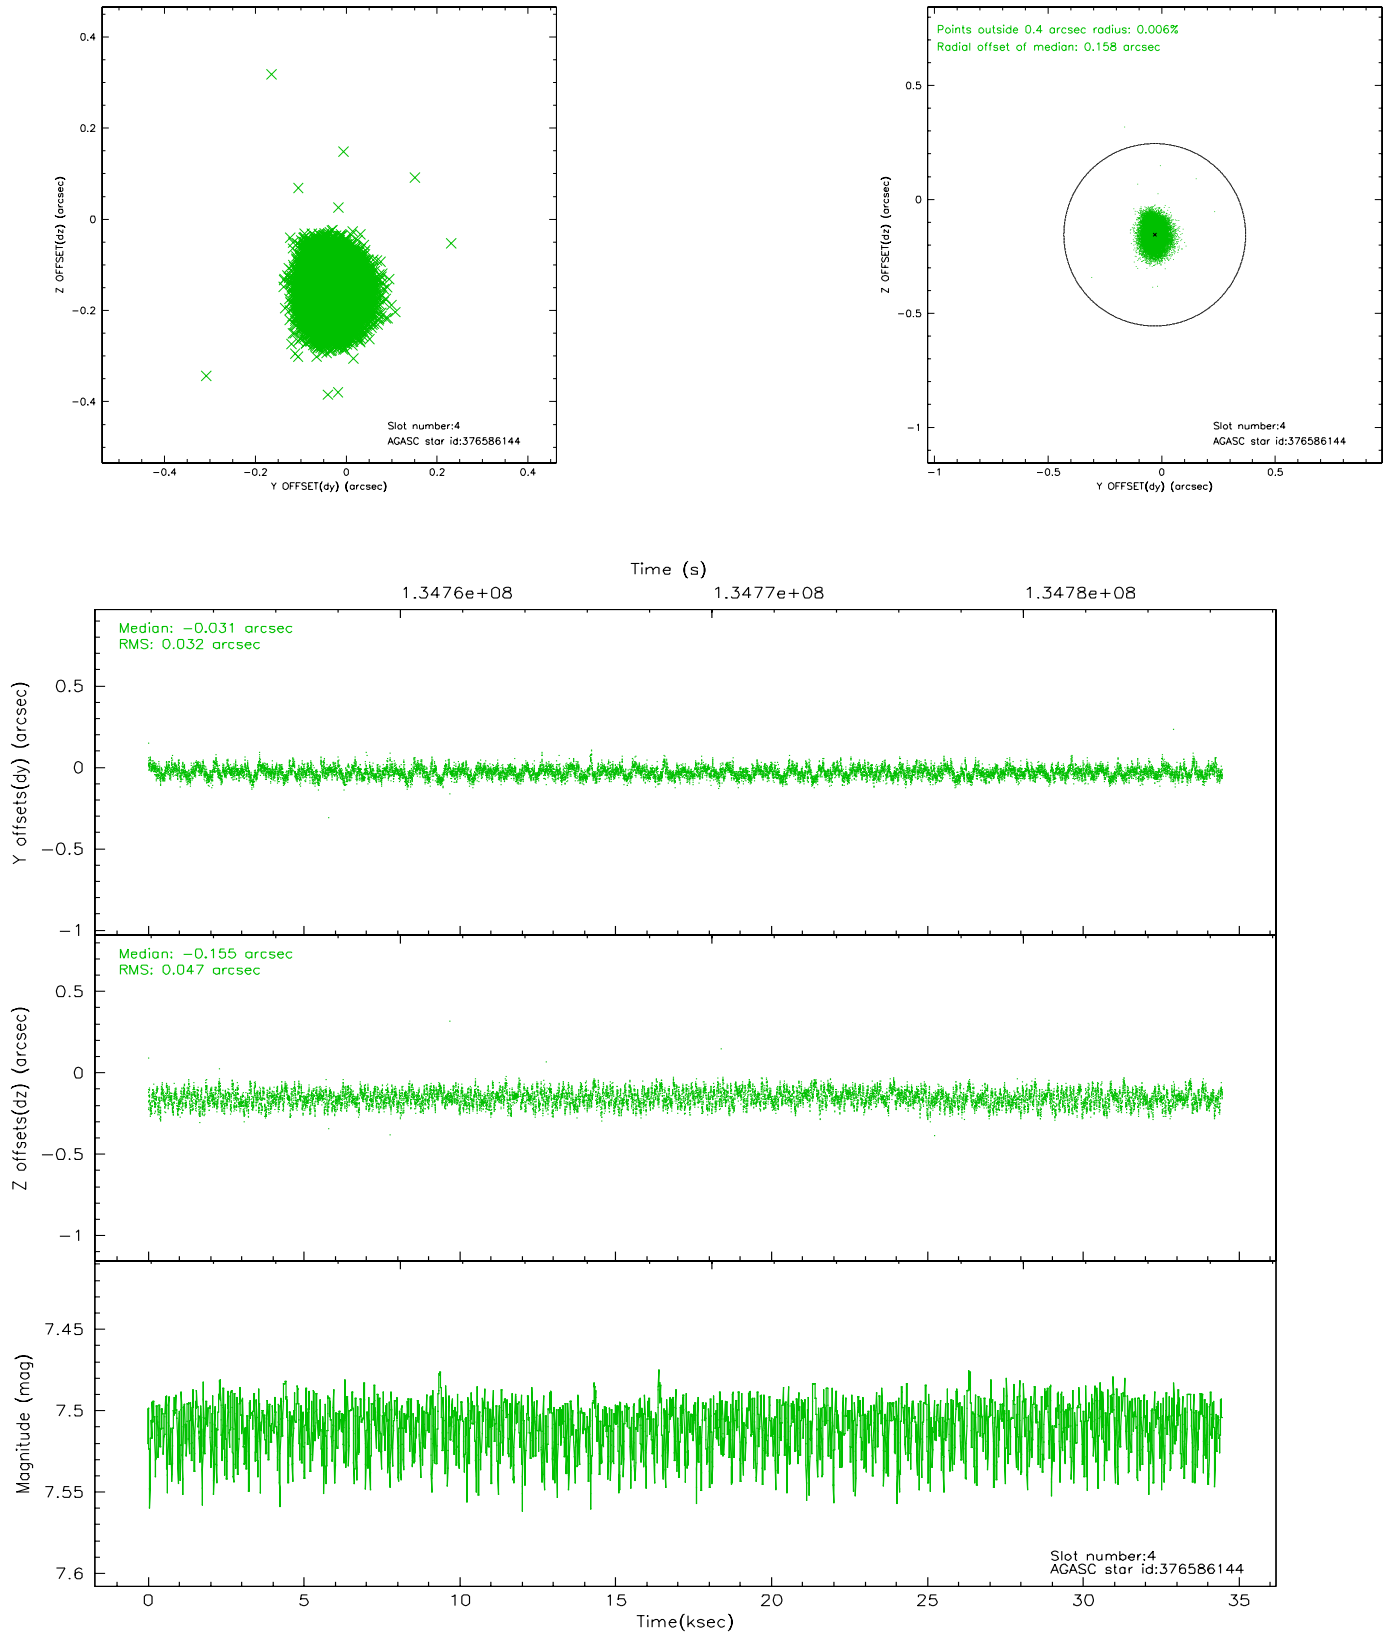 0.4
0.2
0
−0.2
−0.4
Z OFFSET(dz) (arcsec)
Slot number:4
AGASC star id:376586144
−0.4 −0.2 0 0.2 0.4
Y OFFSET(dy) (arcsec)
Points outside 0.4 arcsec radius: 0.006%
Radial offset of median: 0.158 arcsec
0.5
0
−0.5
−1
Z OFFSET(dz) (arcsec)
Slot number:4
AGASC star id:376586144
−1 −0.5 0 0.5
Y OFFSET(dy) (arcsec)
Time (s)
1.3476e+08 1.3477e+08 1.3478e+08
Median: −0.031 arcsec
RMS: 0.032 arcsec
0.5
0
−0.5
−1
Y offsets(dy) (arcsec)
Median: −0.155 arcsec
RMS: 0.047 arcsec
0.5
0
−0.5
−1
Z offsets(dz) (arcsec)
7.45
7.5
7.55
7.6
Magnitude (mag)
Slot number:4
AGASC star id:376586144
0 5 10 15 20 25 30 35
Time(ksec)